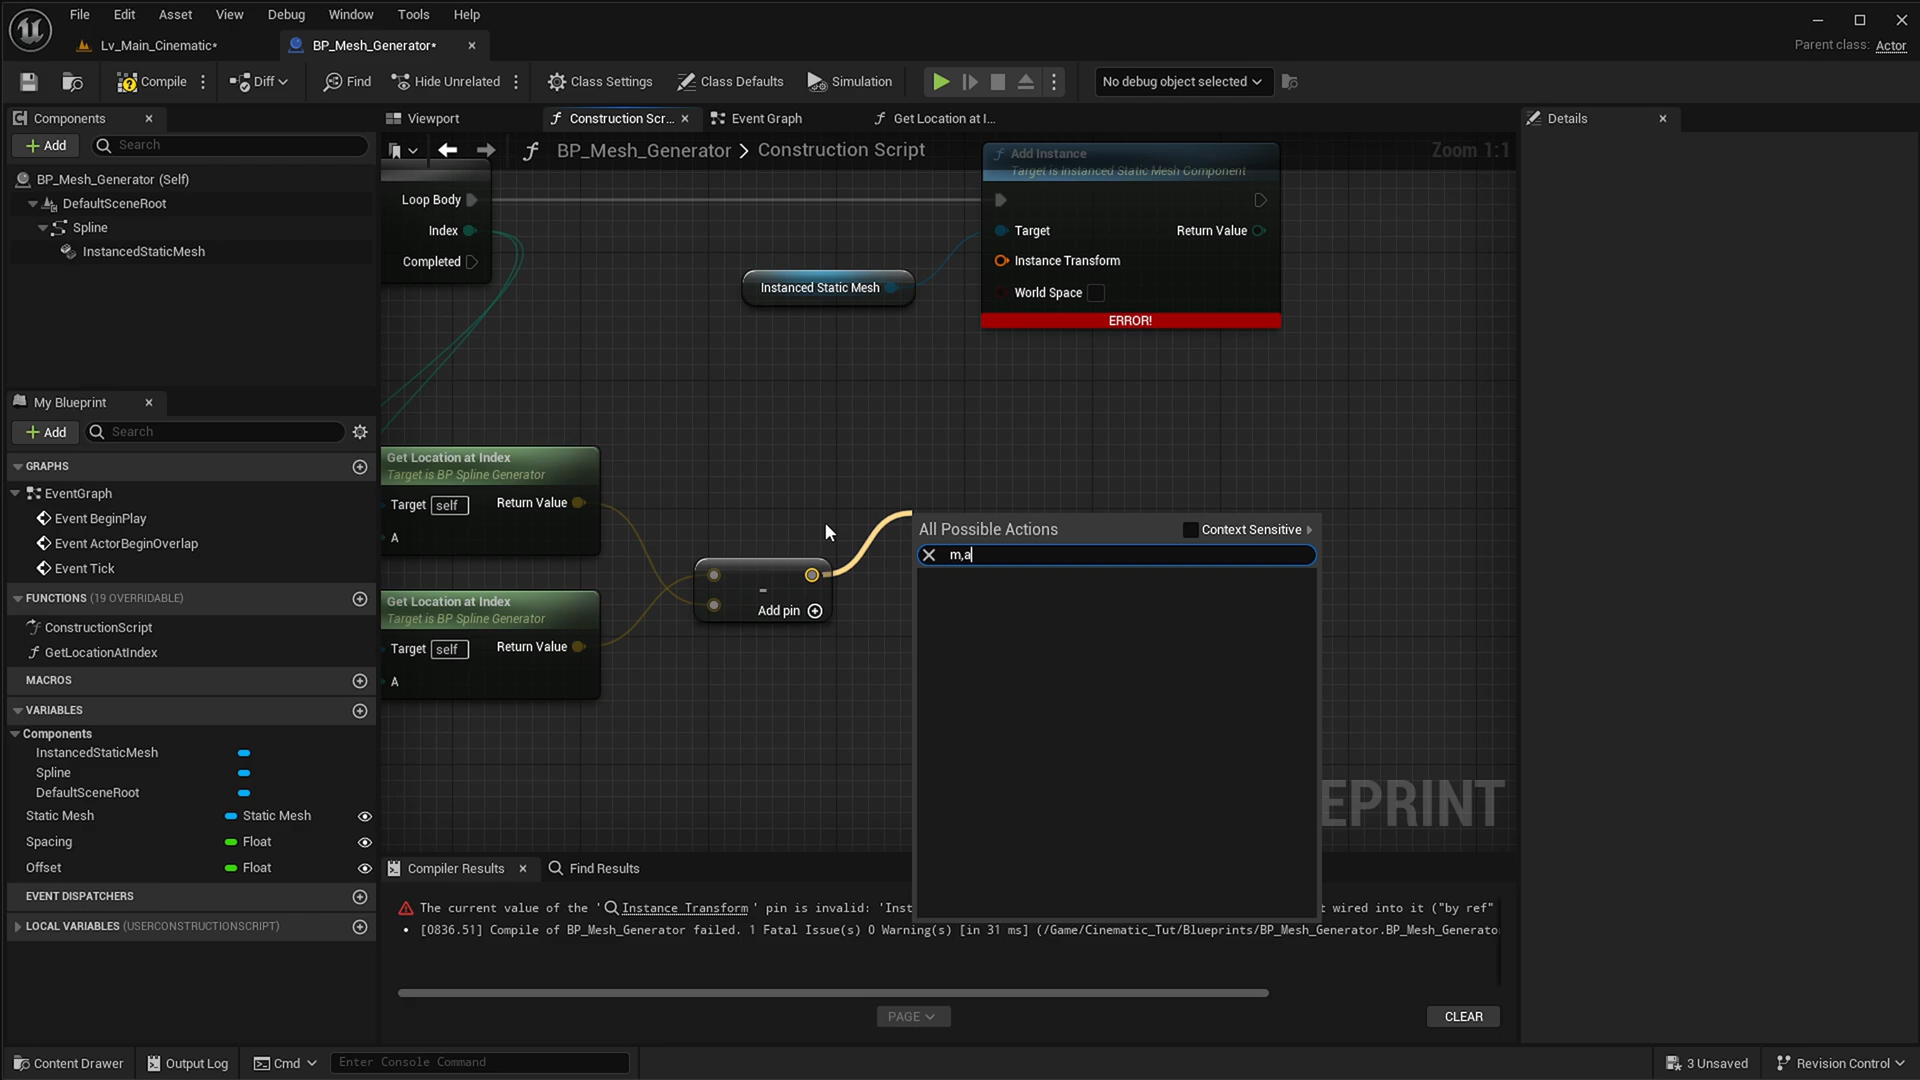 File Edit Asset View Debug Window Tools Help
Lv_Main_Cinematic*
BP_Mesh_Generator*
Parent class: Actor
Compile
Diff
Find
Hide Unrelated
Class Settings
Class Defaults
Simulation
No debug object selected
Components
Add
Search
BP_Mesh_Generator (Self)
DefaultSceneRoot
Spline
InstancedStaticMesh
My Blueprint
Add
Search
GRAPHS
EventGraph
Event BeginPlay
Event ActorBeginOverlap
Event Tick
FUNCTIONS (19 OVERRIDABLE)
ConstructionScript
GetLocationAtIndex
MACROS
VARIABLES
Components
InstancedStaticMesh
Spline
DefaultSceneRoot
Static Mesh Static Mesh
Spacing Float
Offset Float
EVENT DISPATCHERS
LOCAL VARIABLES (USERCONSTRUCTIONSCRIPT)
Viewport
Construction Scr...
Event Graph
Get Location at I...
BP_Mesh_Generator > Construction Script
Zoom 1:1
Loop Body
Index
Completed
Instanced Static Mesh
Add Instance
Target is Instanced Static Mesh Component
Target Return Value
Instance Transform
World Space
ERROR!
Get Location at Index
Target is BP Spline Generator
Target self Return Value
A
Get Location at Index
Target is BP Spline Generator
Target self Return Value
A
-
Add pin
All Possible Actions Context Sensitive
m,a
EPRINT
Compiler Results
Find Results
The current value of the ' Instance Transform ' pin is invalid: 'Inst
t wired into it ("by ref"
[0836.51] Compile of BP_Mesh_Generator failed. 1 Fatal Issue(s) 0 Warning(s) [in 31 ms] (/Game/Cinematic_Tut/Blueprints/BP_Mesh_Generator.BP_Mesh_Generato
PAGE
CLEAR
Details
Content Drawer
Output Log
Cmd
Enter Console Command
3 Unsaved
Revision Control